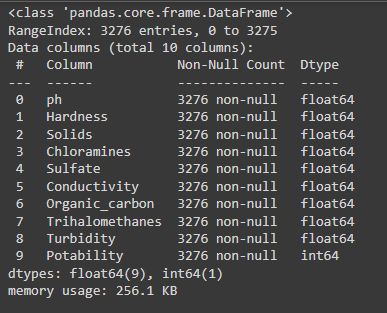 <class 'pandas.core.frame.DataFrame'>
RangeIndex: 3276 entries, 0 to 3275
Data columns (total 10 columns):
 #   Column           Non-Null Count  Dtype
---  ------           --------------  -----
 0   ph               3276 non-null   float64
 1   Hardness         3276 non-null   float64
 2   Solids           3276 non-null   float64
 3   Chloramines      3276 non-null   float64
 4   Sulfate          3276 non-null   float64
 5   Conductivity     3276 non-null   float64
 6   Organic_carbon   3276 non-null   float64
 7   Trihalomethanes  3276 non-null   float64
 8   Turbidity        3276 non-null   float64
 9   Potability       3276 non-null   int64
dtypes: float64(9), int64(1)
memory usage: 256.1 KB